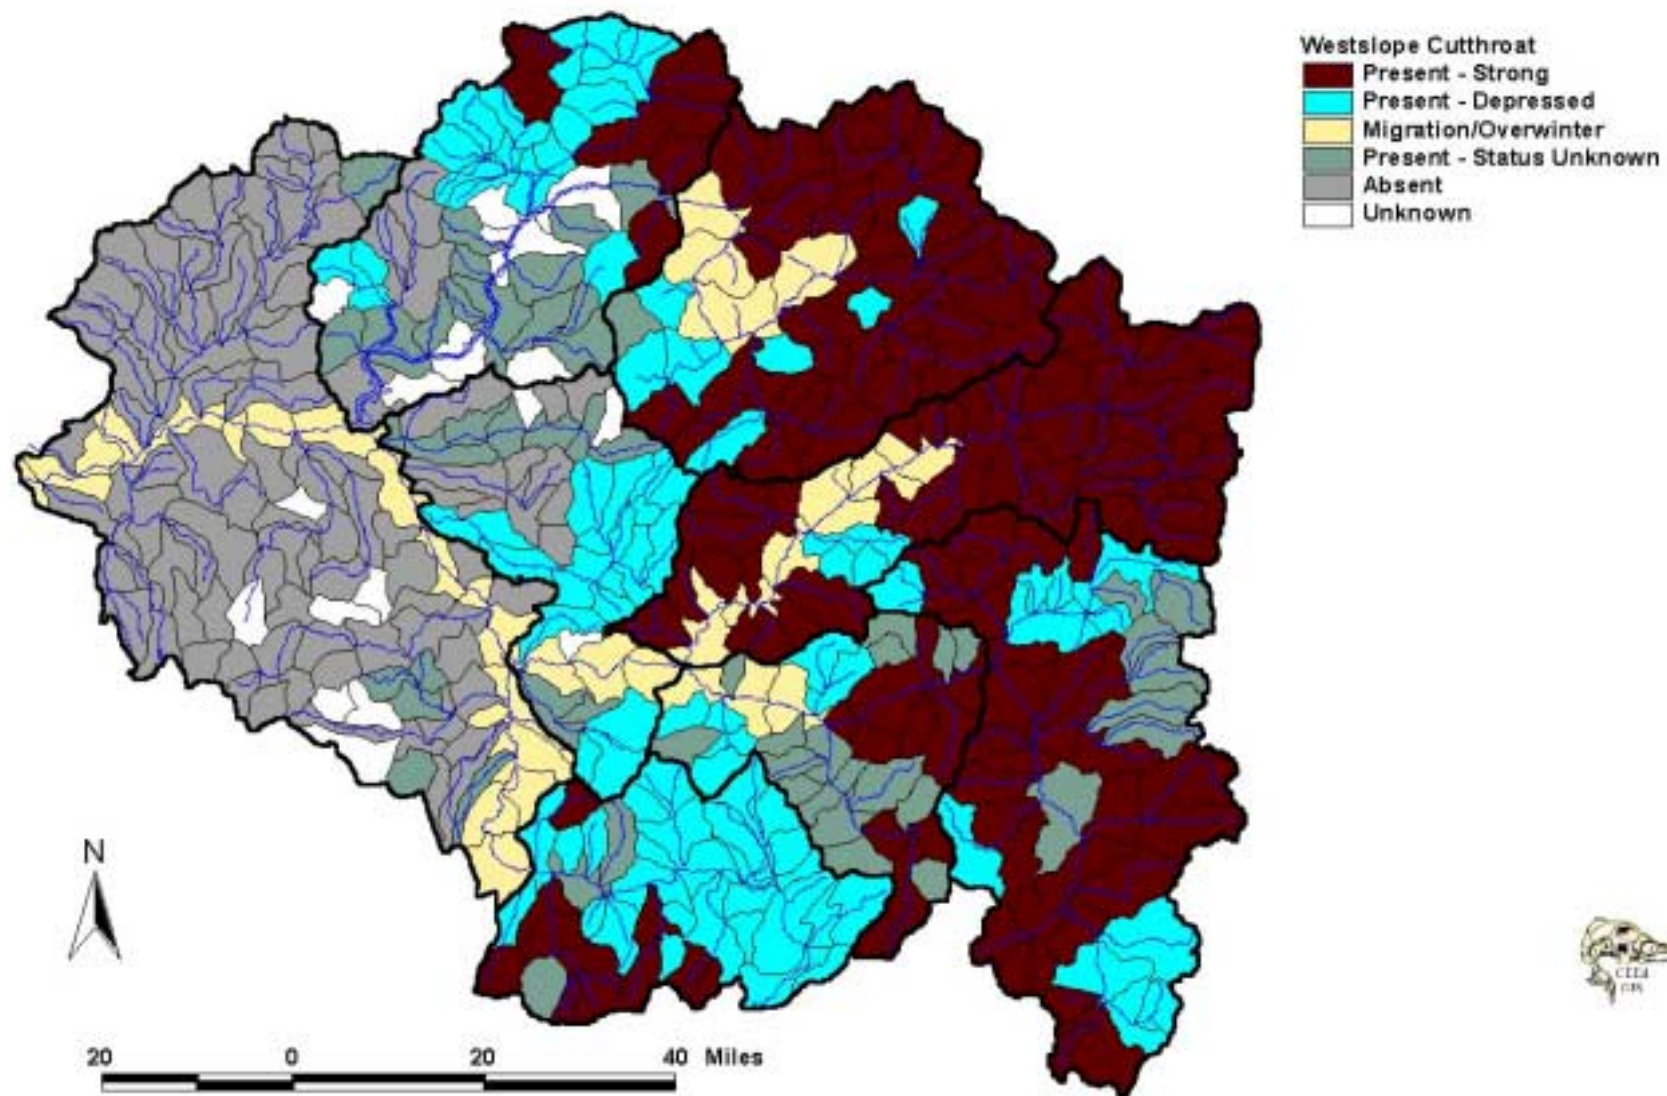 Westslope Cutthroat
Present - Strong
Present - Depressed
Migration/Overwinter
Present - Status Unknown
Absent
Unknown
N
20 0 20 40 Miles